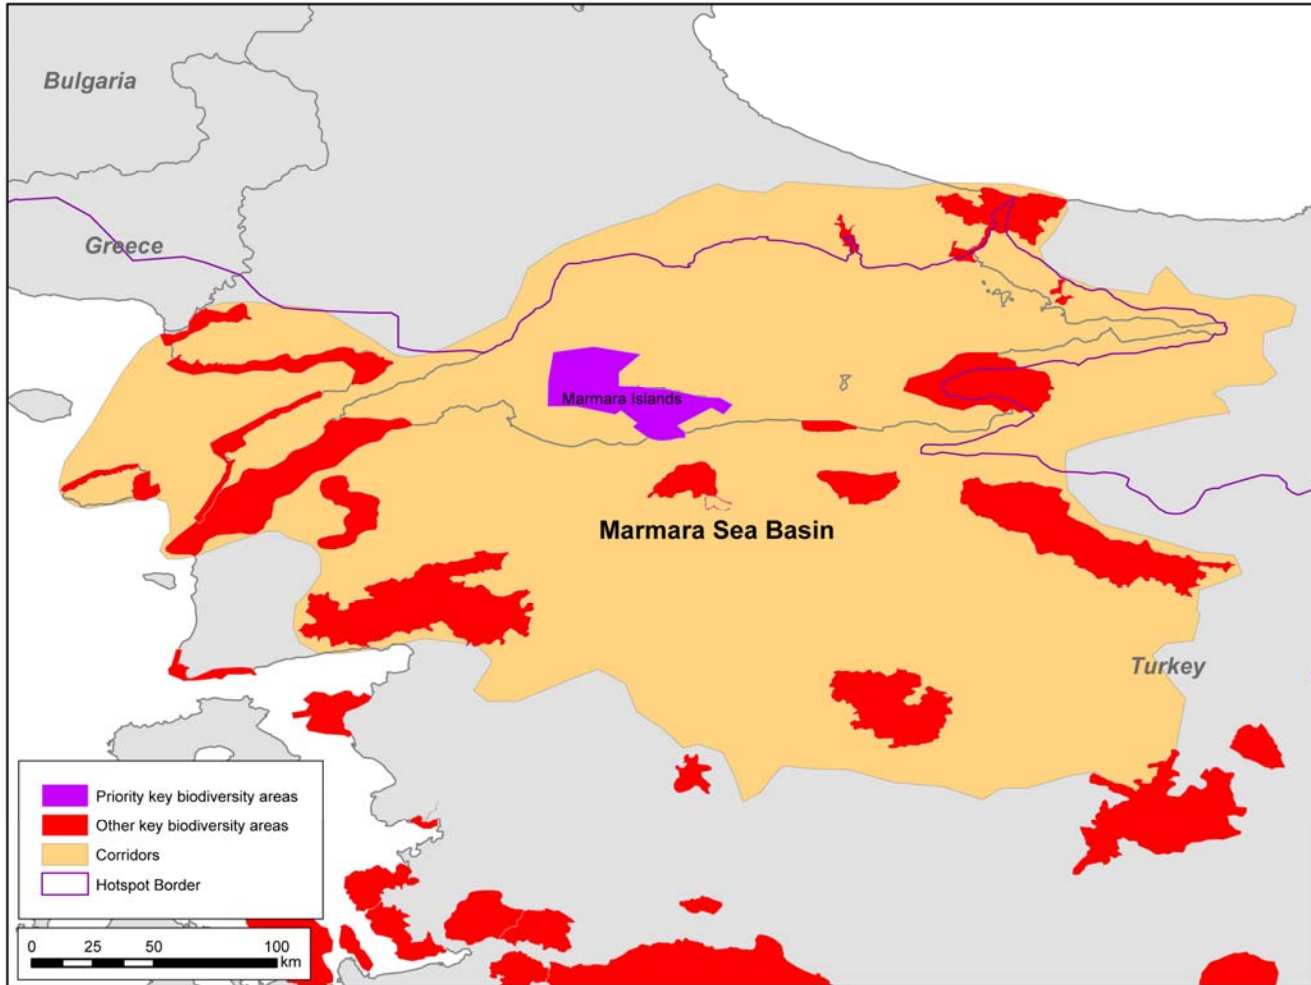 Bulgaria
Greece
Marmara Islands
Marmara Sea Basin
Turkey
Priority key biodiversity areas
Other key biodiversity areas
Corridors
Hotspot Border
0 25 50 100
km